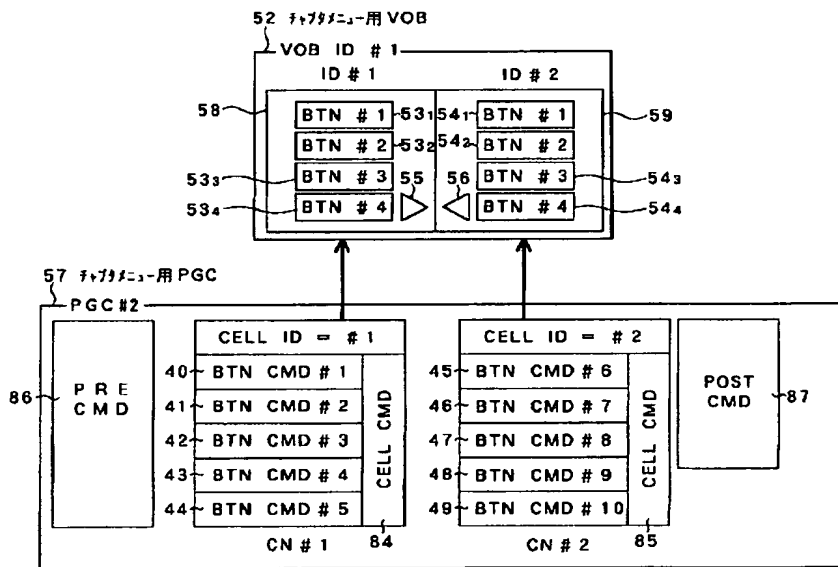 52 チャプタメニュー用 VOB
VOB ID #1
ID #1 ID #2
58 BTN #1 53₁ 54₁ BTN #1 59
BTN #2 53₂ 54₂ BTN #2
53₃ BTN #3 55 56 BTN #3 54₃
53₄ BTN #4 BTN #4 54₄
57 チャプタメニュー用 PGC
PGC #2
CELL ID = #1 CELL ID = #2
86 PRE CMD
40 BTN CMD #1 45 BTN CMD #6
41 BTN CMD #2 46 BTN CMD #7
42 BTN CMD #3 47 BTN CMD #8
43 BTN CMD #4 48 BTN CMD #9
44 BTN CMD #5 49 BTN CMD #10
CELL CMD CELL CMD
POST CMD 87
84 85
CN #1 CN #2